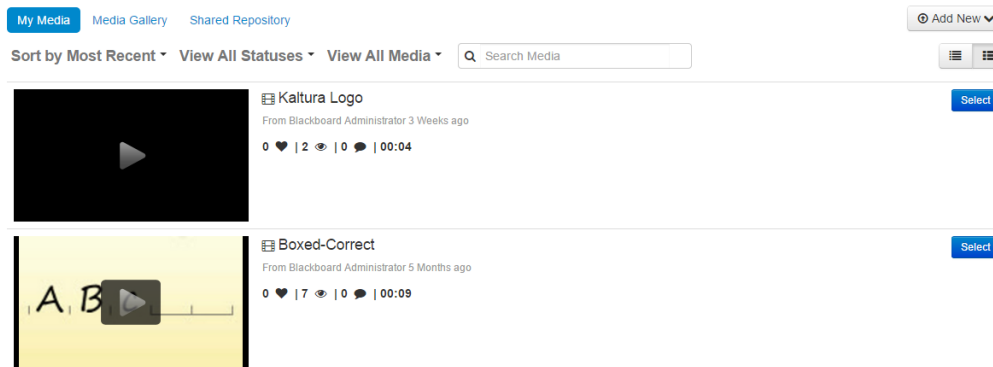 My Media Media Gallery Shared Repository Add New
Sort by Most Recent View All Statuses View All Media Search Media
Kaltura Logo Select
From Blackboard Administrator 3 Weeks ago
0 | 2 | 0 | 00:04
Boxed-Correct Select
From Blackboard Administrator 5 Months ago
0 | 7 | 0 | 00:09
A B C